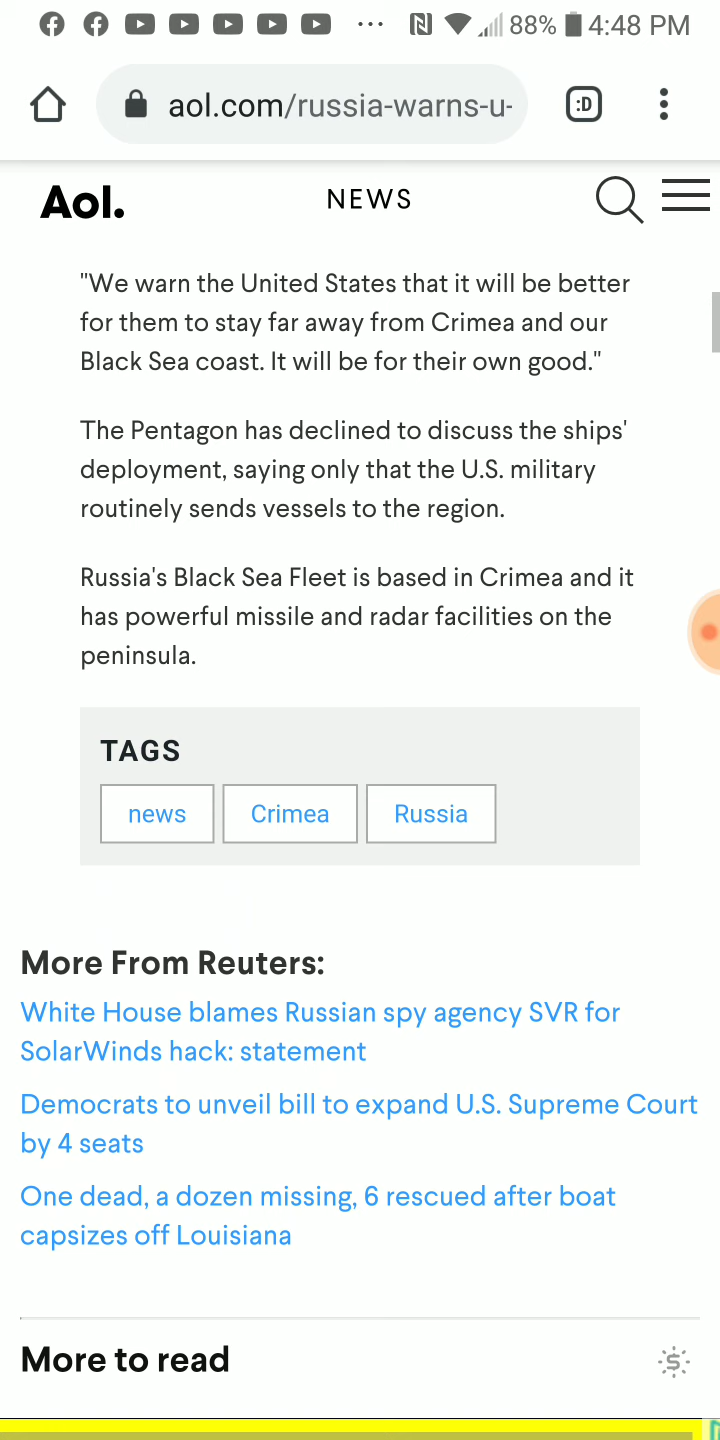 88% 4:48 PM
aol.com/russia-warns-u-
:D
Aol.
NEWS
"We warn the United States that it will be better
for them to stay far away from Crimea and our
Black Sea coast. It will be for their own good."
The Pentagon has declined to discuss the ships'
deployment, saying only that the U.S. military
routinely sends vessels to the region.
Russia's Black Sea Fleet is based in Crimea and it
has powerful missile and radar facilities on the
peninsula.
TAGS
news Crimea Russia
More From Reuters:
White House blames Russian spy agency SVR for
SolarWinds hack: statement
Democrats to unveil bill to expand U.S. Supreme Court
by 4 seats
One dead, a dozen missing, 6 rescued after boat
capsizes off Louisiana
More to read